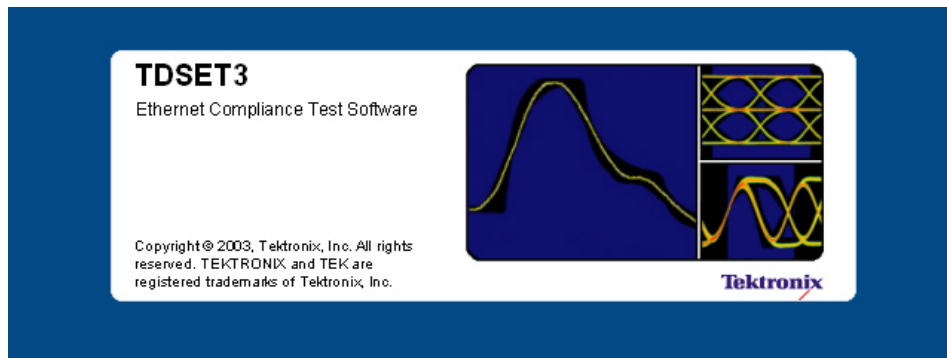 TDSET3
Ethernet Compliance Test Software
Copyright © 2003, Tektronix, Inc. All rights
reserved. TEKTRONIX and TEK are
registered trademarks of Tektronix, Inc.
Tektronix